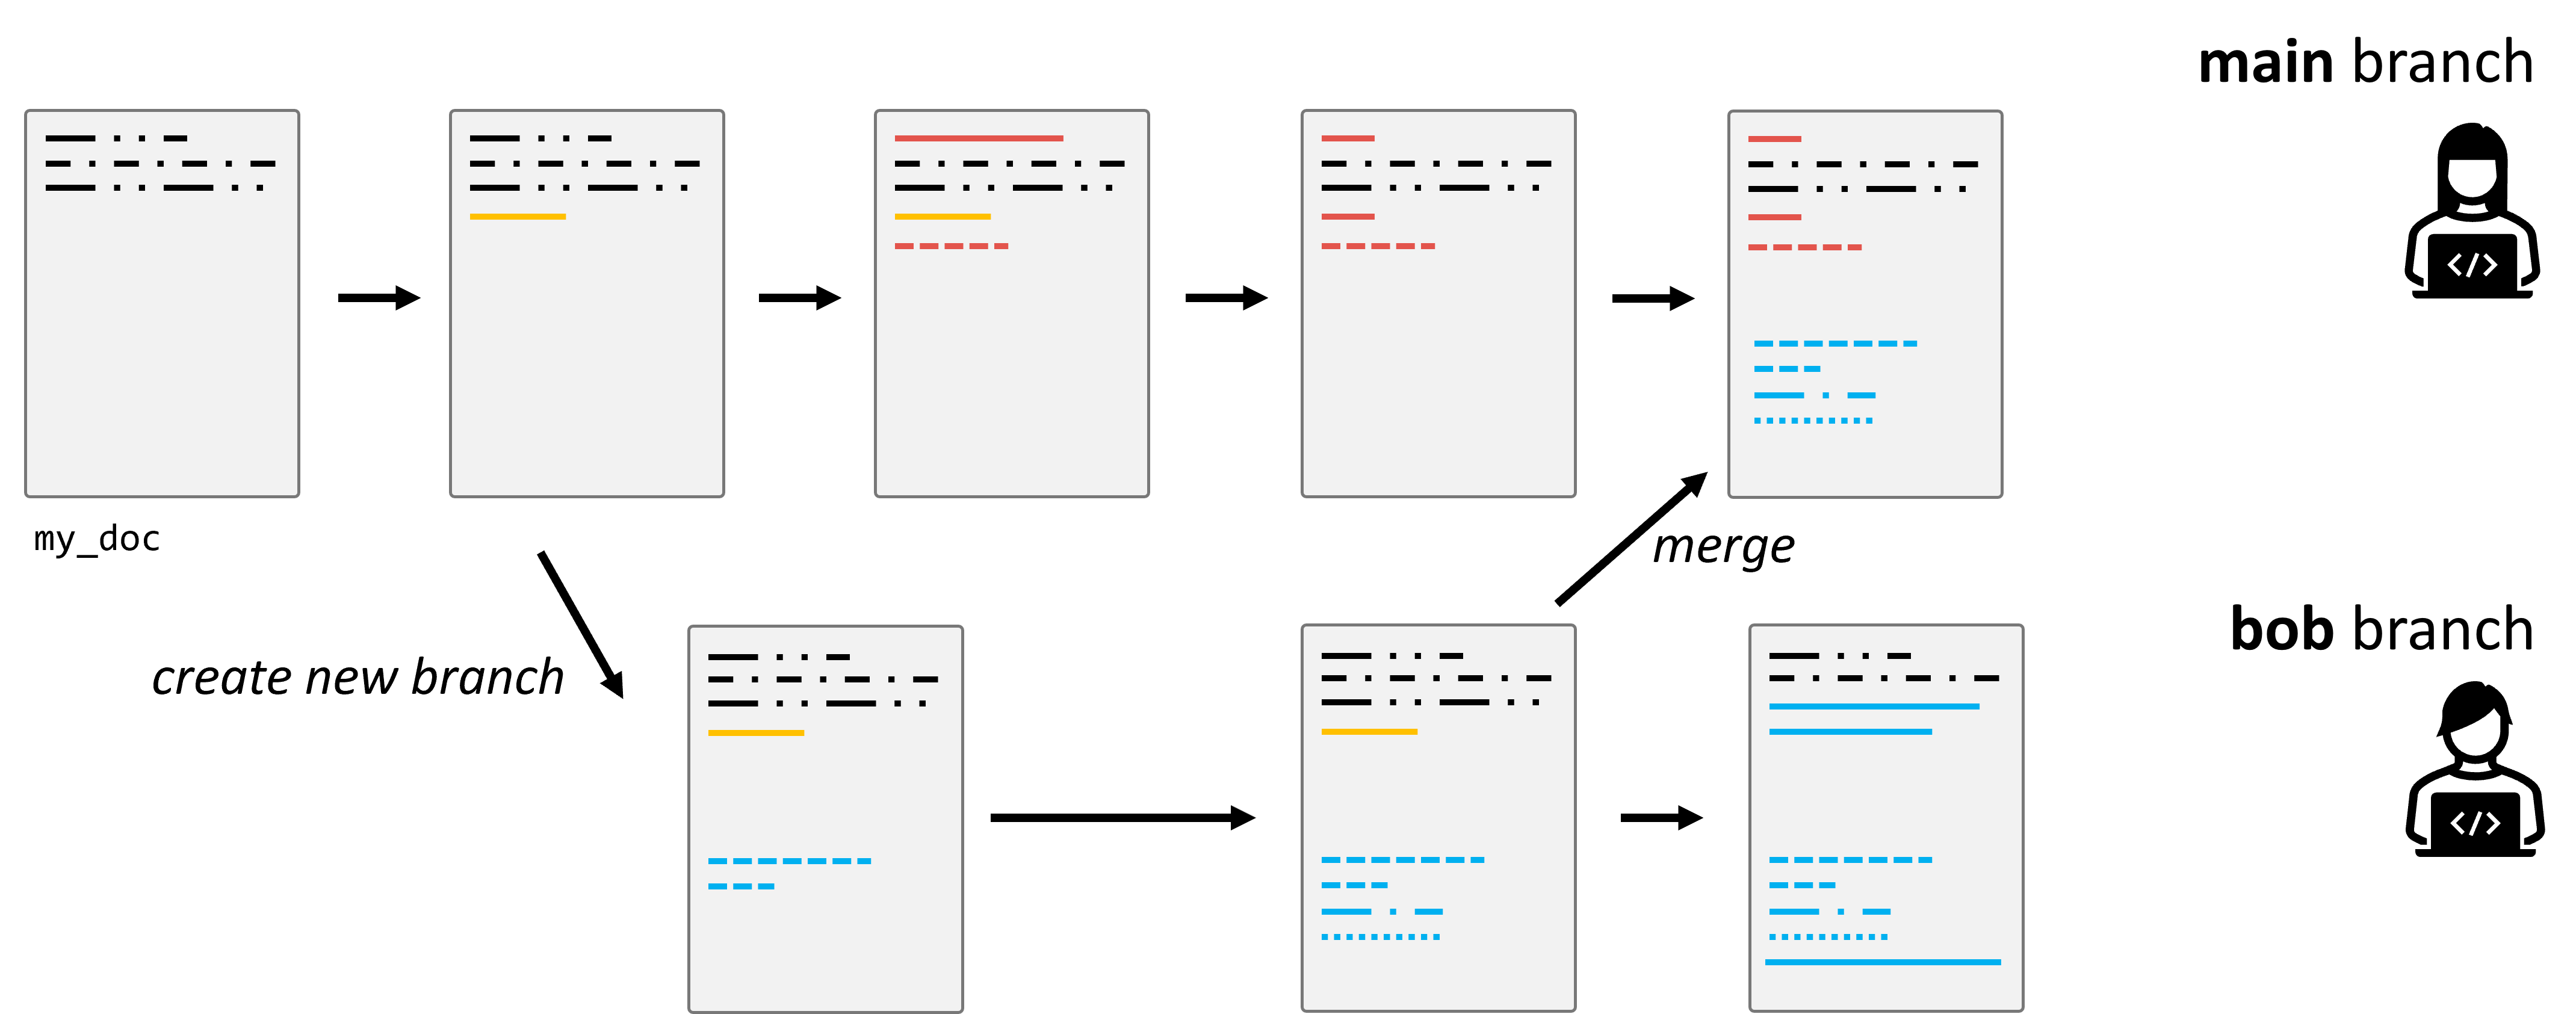 main branch
</>
my_doc
merge
create new branch
bob branch
</>